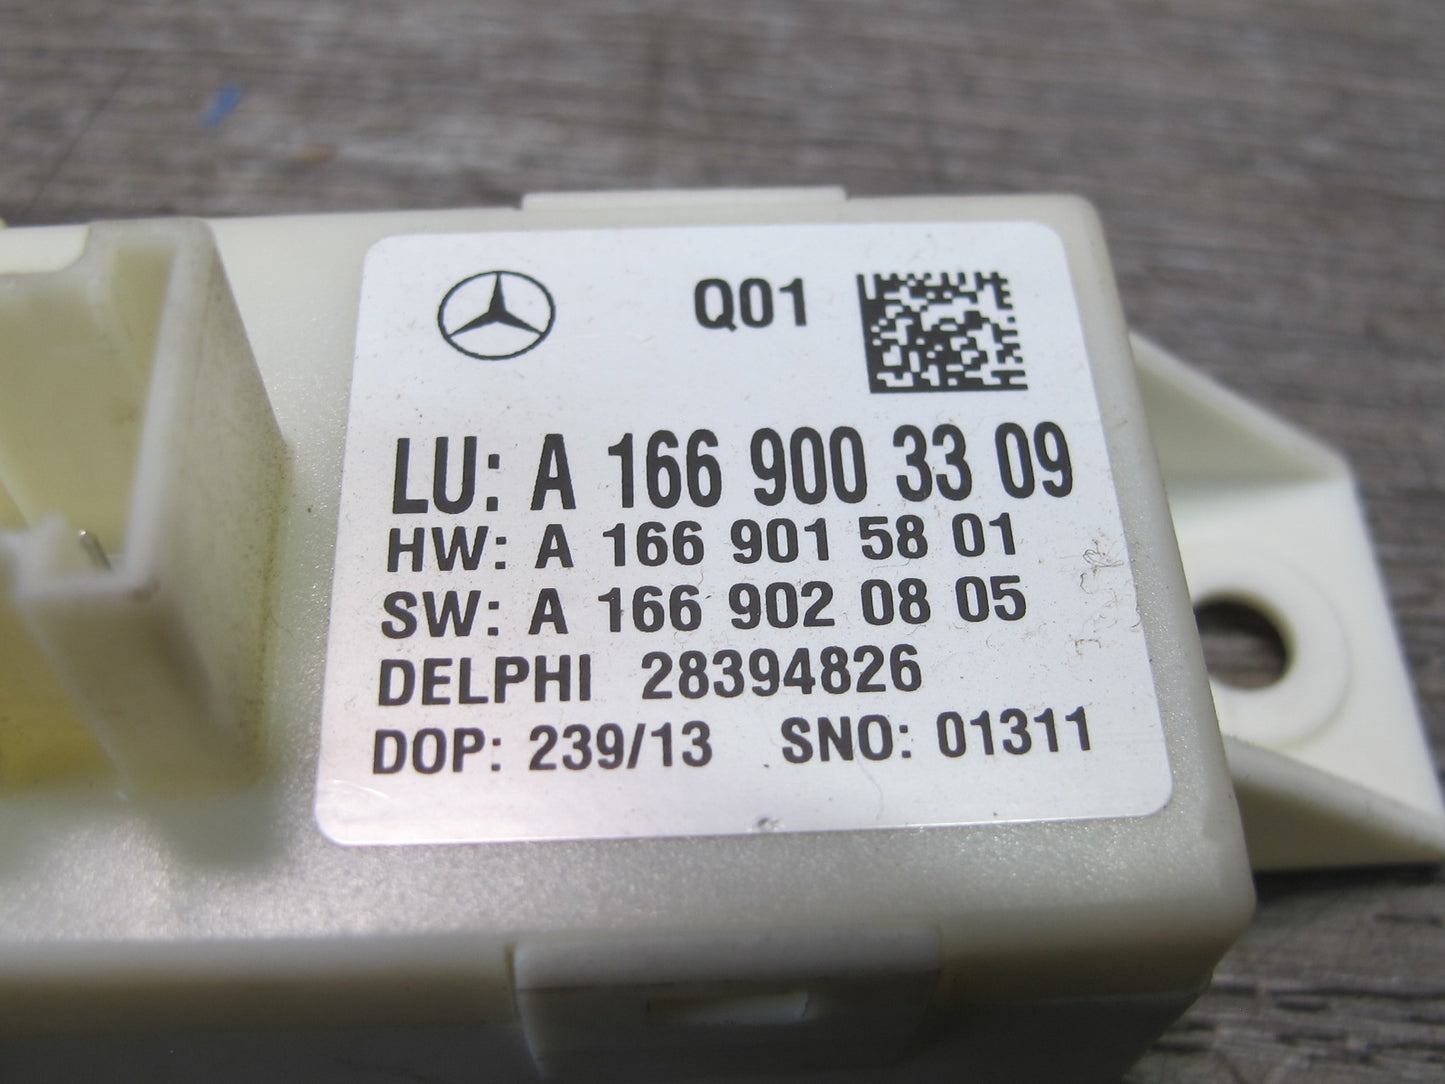 Q01
LU: A 166 900 33 09
HW: A 166 901 58 01
SW: A 166 902 08 05
DELPHI 28394826
DOP: 239/13 SNO: 01311